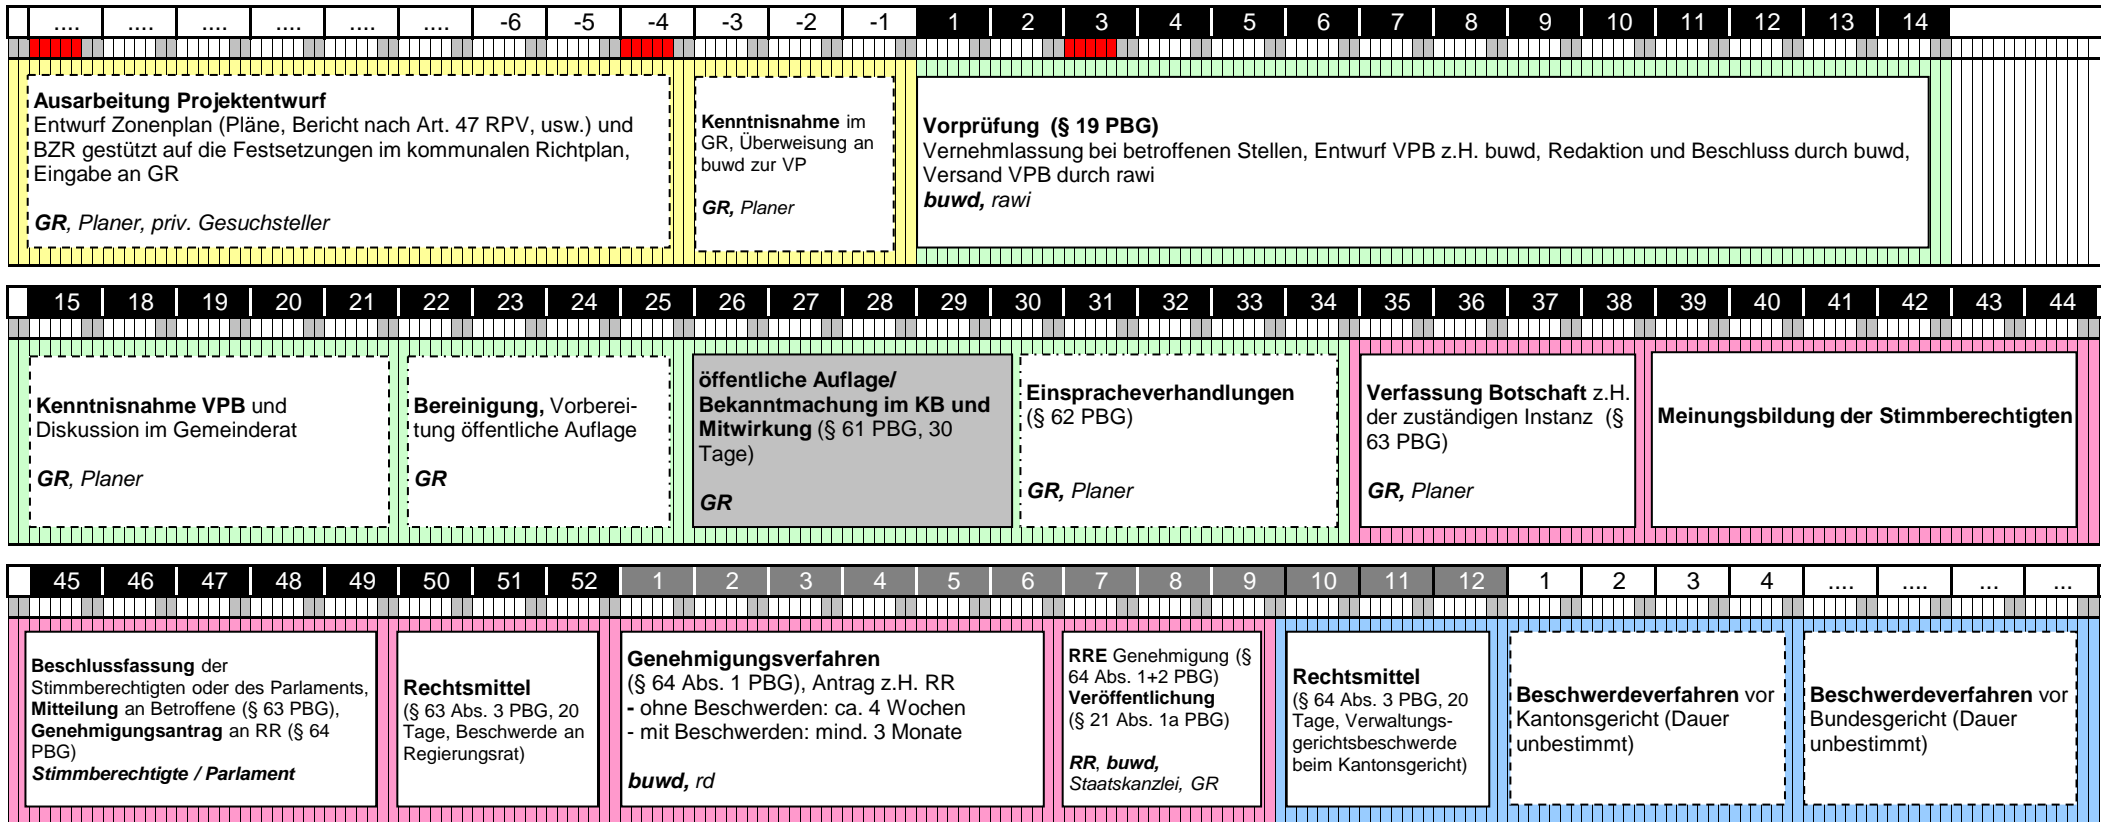 .... .... .... .... .... .... -6 -5 -4 -3 -2 -1 1 2 3 4 5 6 7 8 9 10 11 12 13 14
Ausarbeitung Projektentwurf
Entwurf Zonenplan (Pläne, Bericht nach Art. 47 RPV, usw.) und
BZR gestützt auf die Festsetzungen im kommunalen Richtplan,
Eingabe an GR
GR, Planer, priv. Gesuchsteller
Kenntnisnahme im
GR, Überweisung an
buwd zur VP
GR, Planer
Vorprüfung (§ 19 PBG)
Vernehmlassung bei betroffenen Stellen, Entwurf VPB z.H. buwd, Redaktion und Beschluss durch buwd,
Versand VPB durch rawi
buwd, rawi
15 18 19 20 21 22 23 24 25 26 27 28 29 30 31 32 33 34 35 36 37 38 39 40 41 42 43 44
Kenntnisnahme VPB und
Diskussion im Gemeinderat
GR, Planer
Bereinigung, Vorberei-
tung öffentliche Auflage
GR
öffentliche Auflage/
Bekanntmachung im KB und
Mitwirkung (§ 61 PBG, 30
Tage)
GR
Einspracheverhandlungen
(§ 62 PBG)
GR, Planer
Verfassung Botschaft z.H.
der zuständigen Instanz (§
63 PBG)
GR, Planer
Meinungsbildung der Stimmberechtigten
45 46 47 48 49 50 51 52 1 2 3 4 5 6 7 8 9 10 11 12 1 2 3 4 .... .... ... ...
Beschlussfassung der
Stimmberechtigten oder des Parlaments,
Mitteilung an Betroffene (§ 63 PBG),
Genehmigungsantrag an RR (§ 64
PBG)
Stimmberechtigte / Parlament
Rechtsmittel
(§ 63 Abs. 3 PBG, 20
Tage, Beschwerde an
Regierungsrat)
Genehmigungsverfahren
(§ 64 Abs. 1 PBG), Antrag z.H. RR
- ohne Beschwerden: ca. 4 Wochen
- mit Beschwerden: mind. 3 Monate
buwd, rd
RRE Genehmigung (§
64 Abs. 1+2 PBG)
Veröffentlichung
(§ 21 Abs. 1a PBG)
RR, buwd,
Staatskanzlei, GR
Rechtsmittel
(§ 64 Abs. 3 PBG, 20
Tage, Verwaltungs-
gerichtsbeschwerde
beim Kantonsgericht)
Beschwerdeverfahren vor
Kantonsgericht (Dauer
unbestimmt)
Beschwerdeverfahren vor
Bundesgericht (Dauer
unbestimmt)